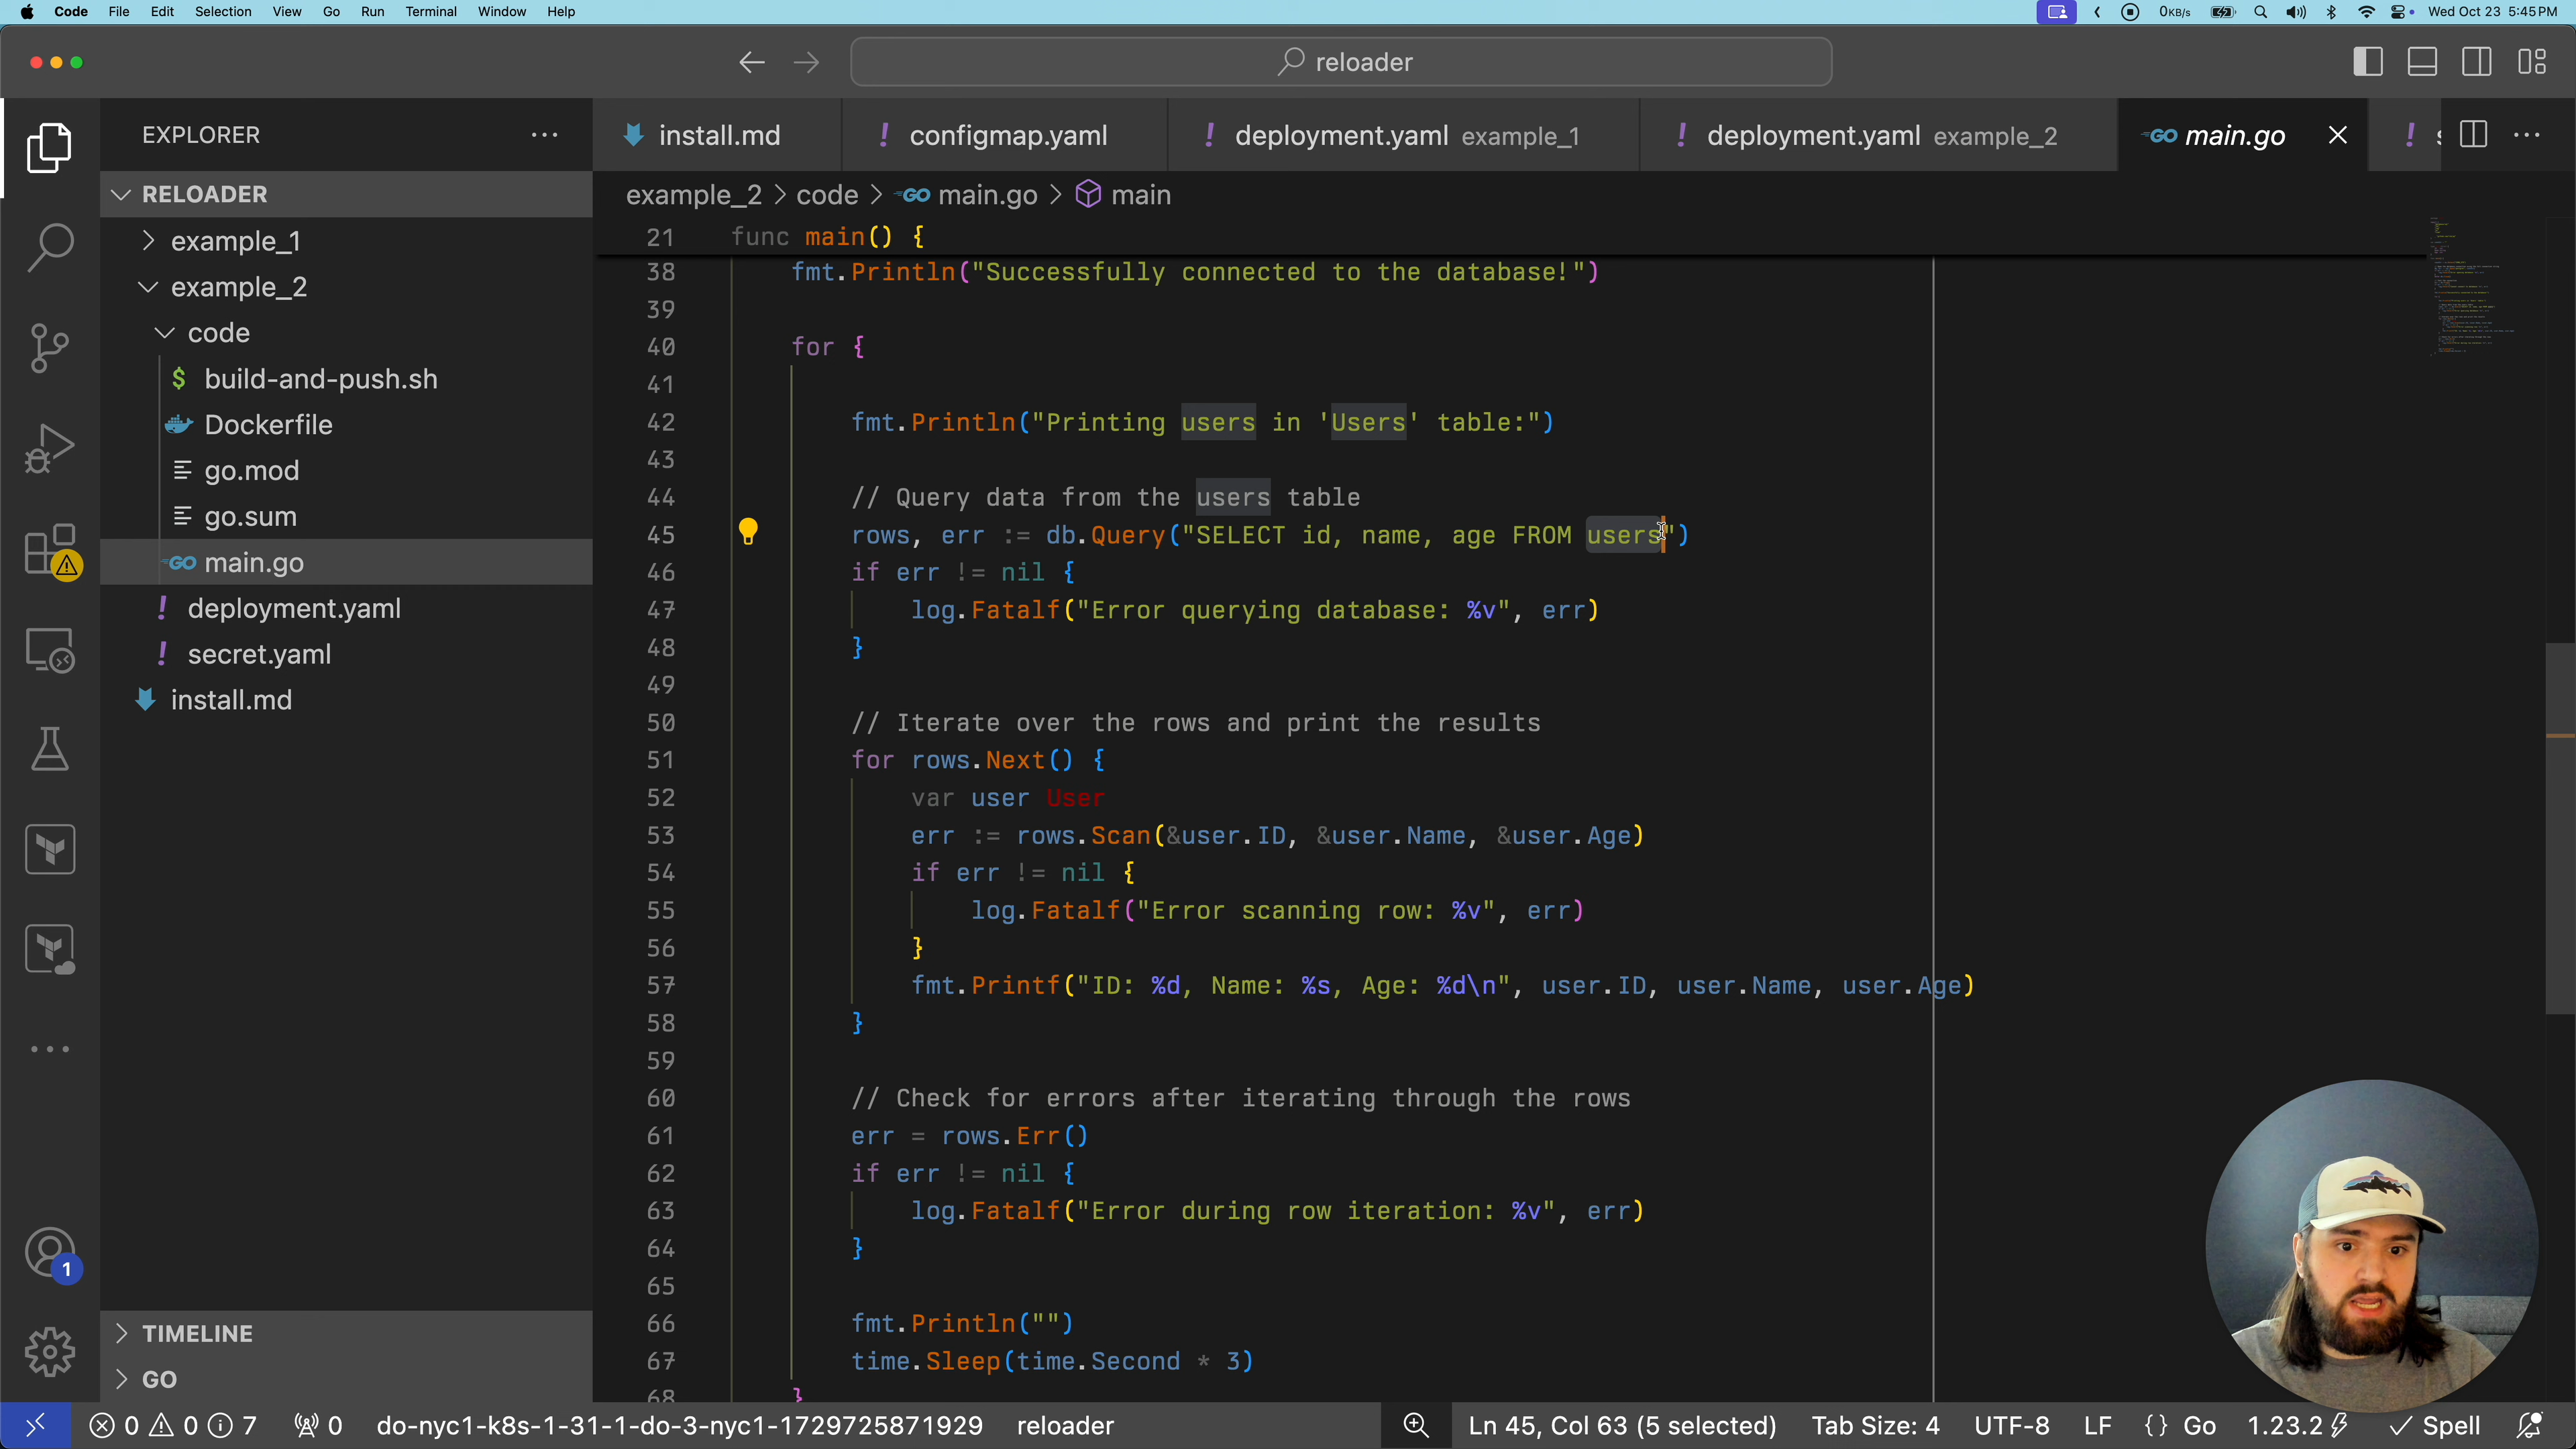 Code File Edit Selection View Go Run Terminal Window Help 0KB/s Wed Oct 23 5:45 PM
reloader
EXPLORER
install.md configmap.yaml deployment.yaml example_1 deployment.yaml example_2 main.go
RELOADER
example_1
example_2
code
build-and-push.sh
Dockerfile
go.mod
go.sum
main.go
deployment.yaml
secret.yaml
install.md
TIMELINE
GO
1
example_2 > code > main.go > main
21 func main() {
38 fmt.Println("Successfully connected to the database!")
39
40 for {
41
42 fmt.Println("Printing users in 'Users' table:")
43
44 // Query data from the users table
45 rows, err := db.Query("SELECT id, name, age FROM users")
46 if err != nil {
47 log.Fatalf("Error querying database: %v", err)
48 }
49
50 // Iterate over the rows and print the results
51 for rows.Next() {
52 var user User
53 err := rows.Scan(&user.ID, &user.Name, &user.Age)
54 if err != nil {
55 log.Fatalf("Error scanning row: %v", err)
56 }
57 fmt.Printf("ID: %d, Name: %s, Age: %d\n", user.ID, user.Name, user.Age)
58 }
59
60 // Check for errors after iterating through the rows
61 err = rows.Err()
62 if err != nil {
63 log.Fatalf("Error during row iteration: %v", err)
64 }
65
66 fmt.Println("")
67 time.Sleep(time.Second * 3)
68 }
0 0 7 0 do-nyc1-k8s-1-31-1-do-3-nyc1-1729725871929 reloader Ln 45, Col 63 (5 selected) Tab Size: 4 UTF-8 LF {} Go 1.23.2 Spell